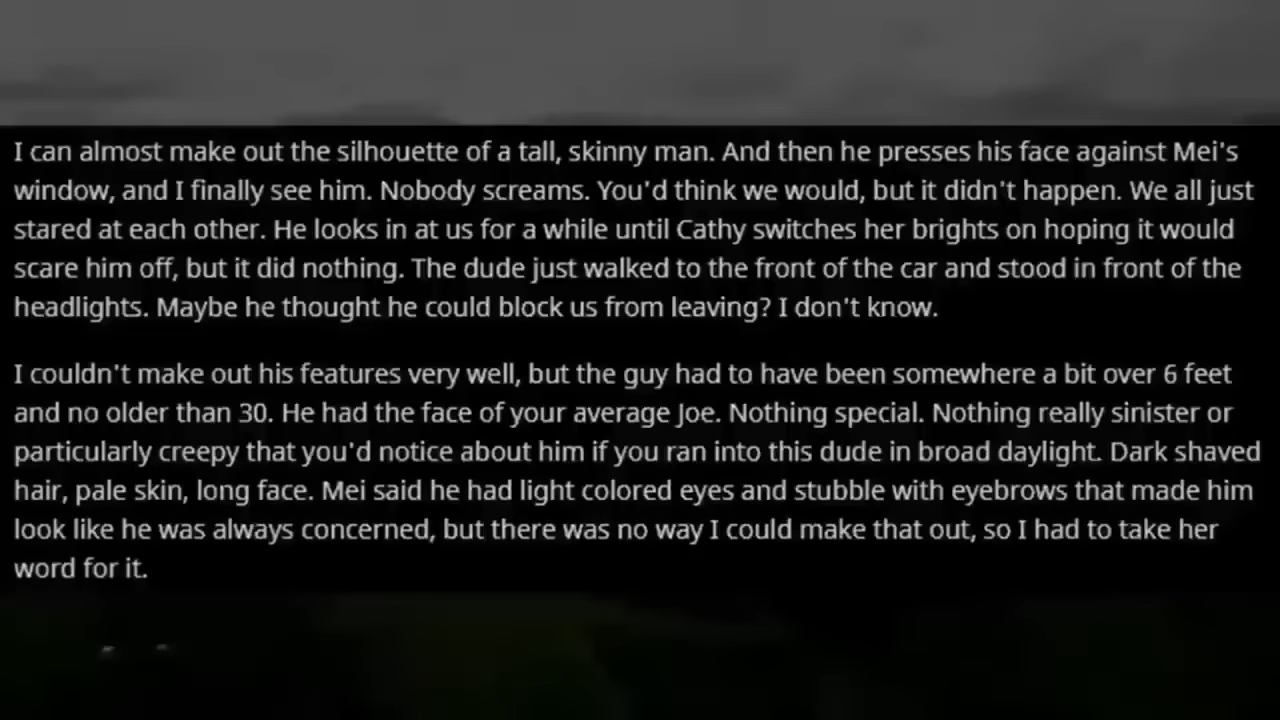 I can almost make out the silhouette of a tall, skinny man. And then he presses his face against Mei's
window, and I finally see him. Nobody screams. You'd think we would, but it didn't happen. We all just
stared at each other. He looks in at us for a while until Cathy switches her brights on hoping it would
scare him off, but it did nothing. The dude just walked to the front of the car and stood in front of the
headlights. Maybe he thought he could block us from leaving? I don't know.
I couldn't make out his features very well, but the guy had to have been somewhere a bit over 6 feet
and no older than 30. He had the face of your average Joe. Nothing special. Nothing really sinister or
particularly creepy that you'd notice about him if you ran into this dude in broad daylight. Dark shaved
hair, pale skin, long face. Mei said he had light colored eyes and stubble with eyebrows that made him
look like he was always concerned, but there was no way I could make that out, so I had to take her
word for it.